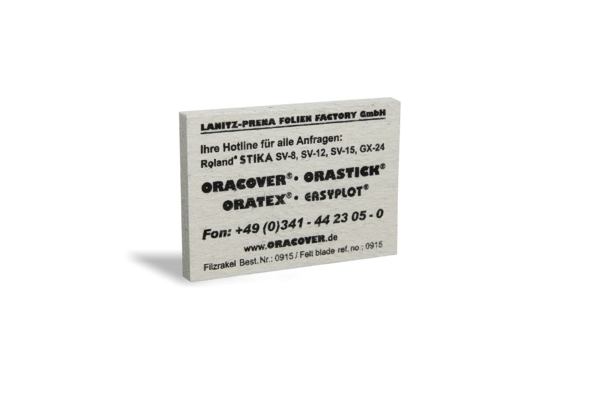 LANITZ-PRENA FOLIEN FACTORY GmbH
Ihre Hotline für alle Anfragen:
Roland® STIKA SV-8, SV-12, SV-15, GX-24
ORACOVER® · ORASTICK®
ORATEX® · EASYPLOT®
Fon: +49 (0)341 - 44 23 05 - 0
www.ORACOVER.de
Filzrakel Best. Nr.: 0915 / Felt blade ref. no : 0915